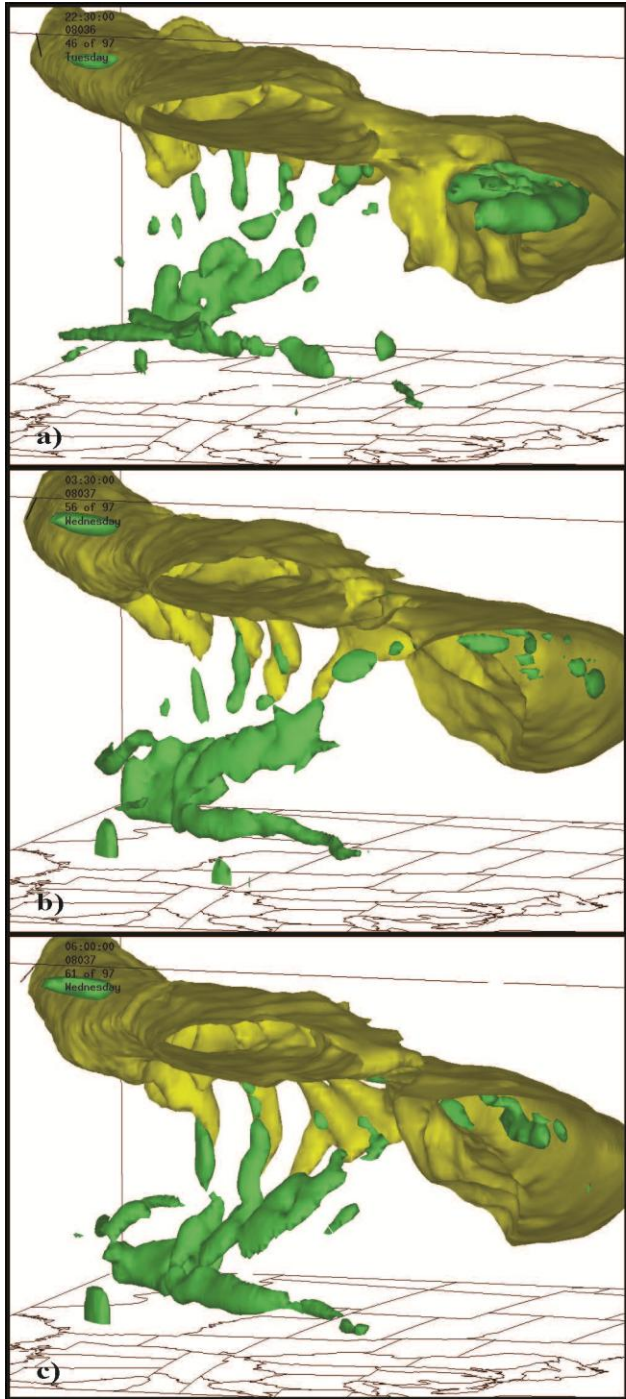 22:30:00
08036
46 of 97
Tuesday
a)
03:30:00
08037
56 of 97
Wednesday
b)
06:00:00
08037
61 of 97
Wednesday
c)